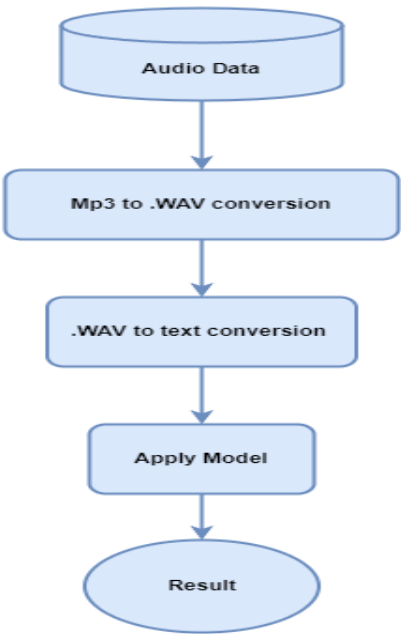 Audio Data
Mp3 to .WAV conversion
.WAV to text conversion
Apply Model
Result